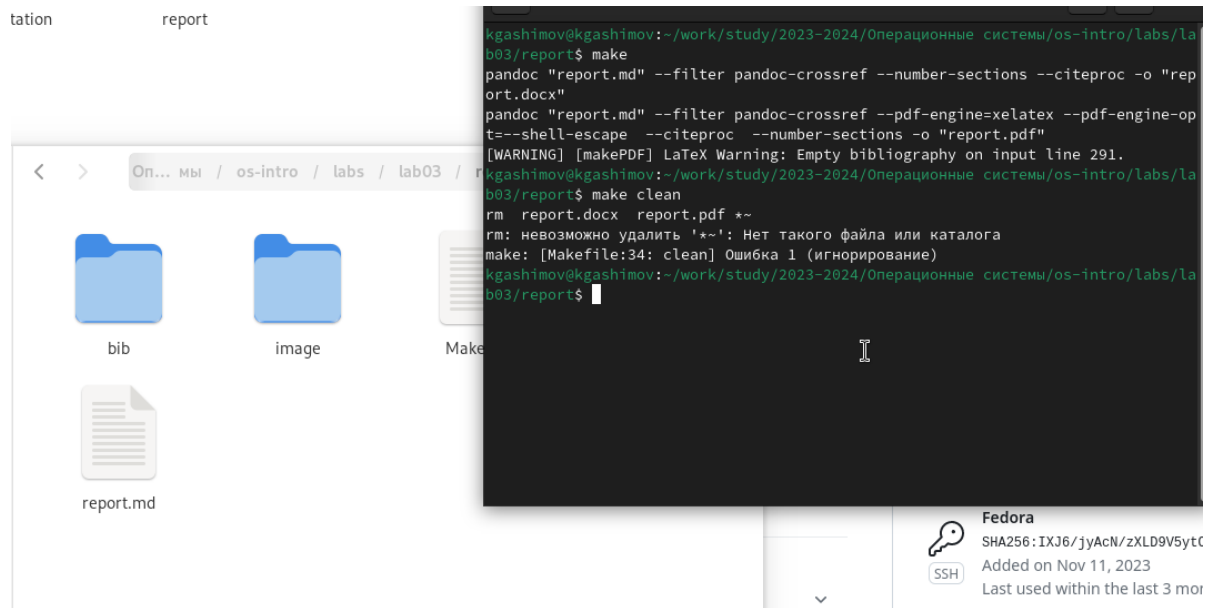 tation
report
kgashimov@kgashimov:~/work/study/2023-2024/Операционные системы/os-intro/labs/la
b03/report$ make
pandoc "report.md" --filter pandoc-crossref --number-sections --citeproc -o "rep
ort.docx"
pandoc "report.md" --filter pandoc-crossref --pdf-engine=xelatex --pdf-engine-op
t=--shell-escape  --citeproc  --number-sections -o "report.pdf"
[WARNING] [makePDF] LaTeX Warning: Empty bibliography on input line 291.
kgashimov@kgashimov:~/work/study/2023-2024/Операционные системы/os-intro/labs/la
b03/report$ make clean
rm  report.docx  report.pdf *~
rm: невозможно удалить '*~': Нет такого файла или каталога
make: [Makefile:34: clean] Ошибка 1 (игнорирование)
kgashimov@kgashimov:~/work/study/2023-2024/Операционные системы/os-intro/labs/la
b03/report$
Оп... мы / os-intro / labs / lab03 / r
bib
image
Make
report.md
Fedora
SHA256:IXJ6/jyAcN/zXLD9V5yt
SSH
Added on Nov 11, 2023
Last used within the last 3 mo